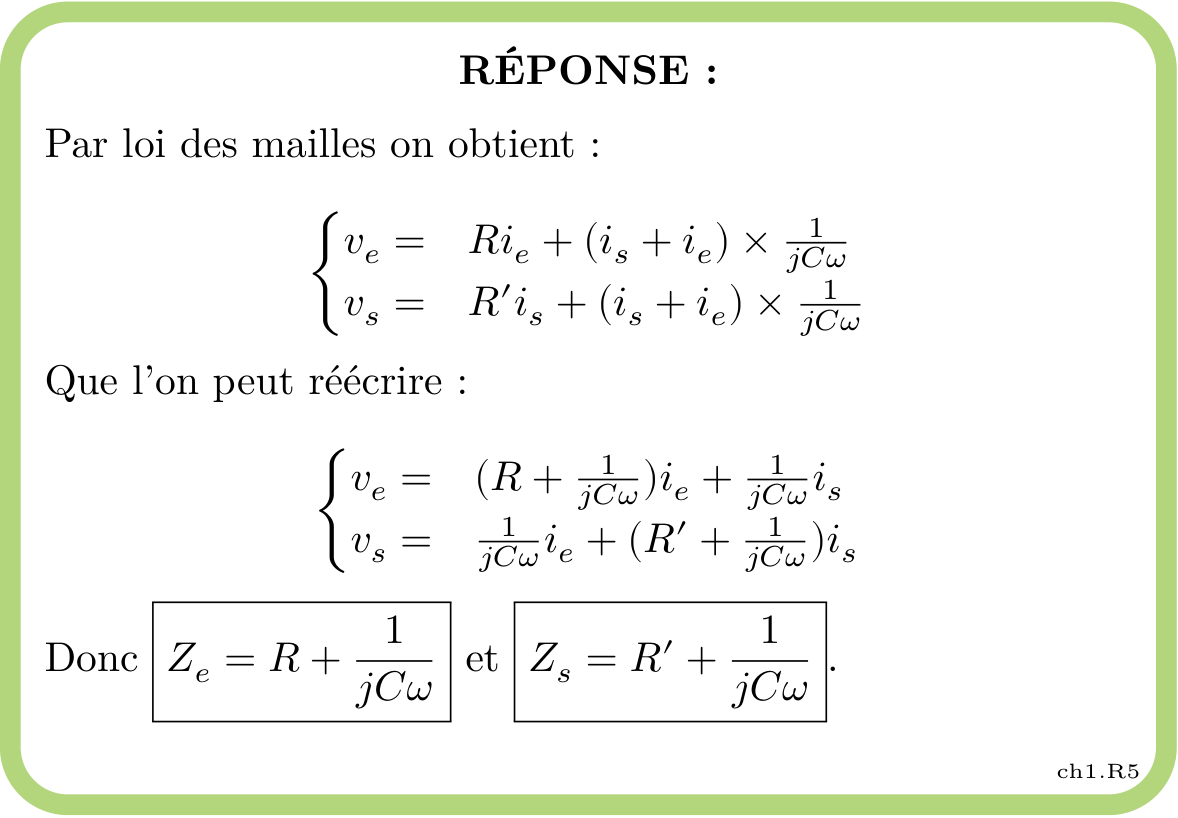 RÉPONSE :
Par loi des mailles on obtient :
$\begin{cases} v_e = & Ri_e + (i_s + i_e) \times \frac{1}{jC\omega} \\ v_s = & R'i_s + (i_s + i_e) \times \frac{1}{jC\omega} \end{cases}$
Que l'on peut réécrire :
$\begin{cases} v_e = & (R + \frac{1}{jC\omega})i_e + \frac{1}{jC\omega}i_s \\ v_s = & \frac{1}{jC\omega}i_e + (R' + \frac{1}{jC\omega})i_s \end{cases}$
Donc $\boxed{Z_e = R + \frac{1}{jC\omega}}$ et $\boxed{Z_s = R' + \frac{1}{jC\omega}}$.
ch1.R5